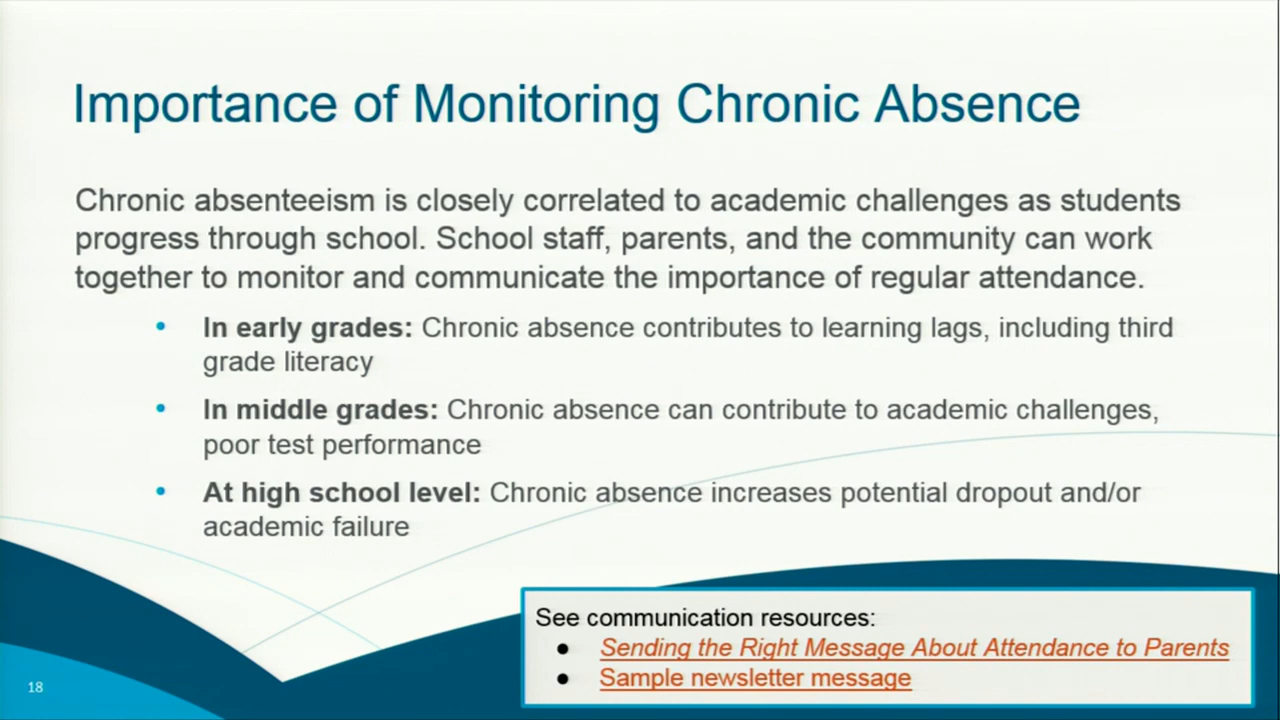 Importance of Monitoring Chronic Absence
Chronic absenteeism is closely correlated to academic challenges as students
progress through school. School staff, parents, and the community can work
together to monitor and communicate the importance of regular attendance.
• In early grades: Chronic absence contributes to learning lags, including third
grade literacy
• In middle grades: Chronic absence can contribute to academic challenges,
poor test performance
• At high school level: Chronic absence increases potential dropout and/or
academic failure
See communication resources:
● Sending the Right Message About Attendance to Parents
● Sample newsletter message
18